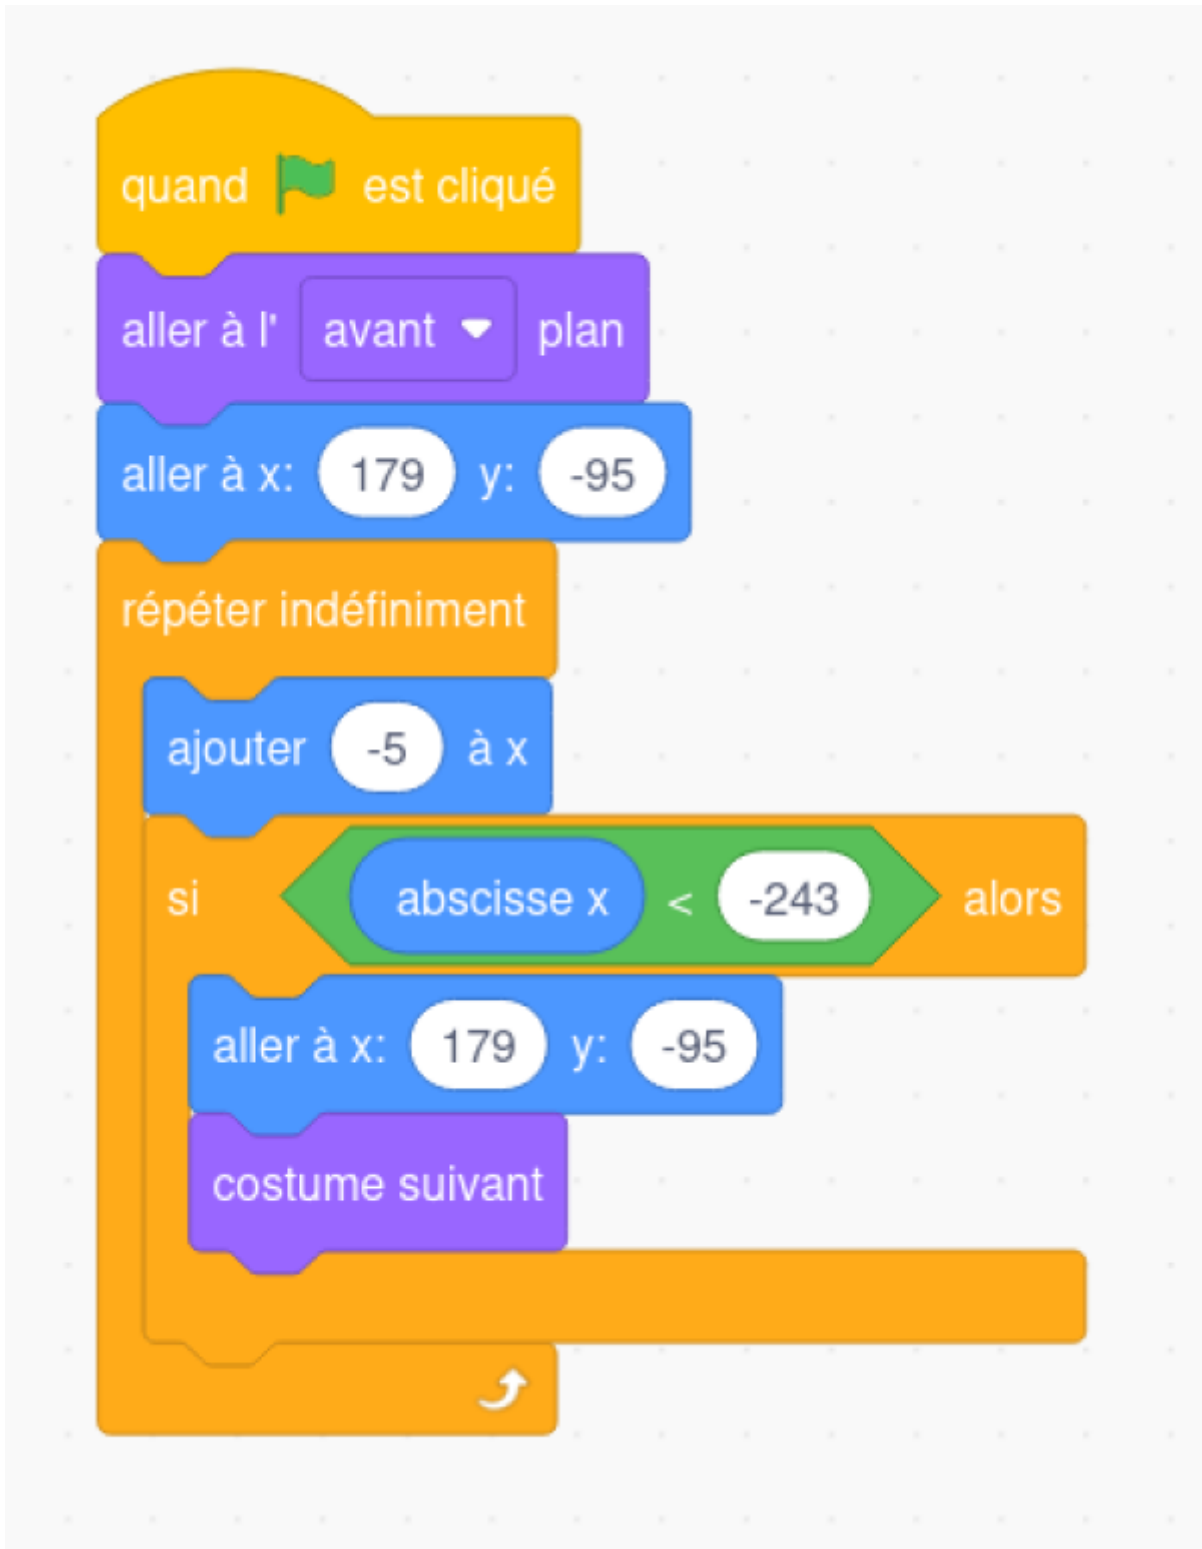 quand est cliqué
aller à l' avant plan
aller à x: 179 y: -95
répéter indéfiniment
ajouter -5 à x
si abscisse x < -243 alors
aller à x: 179 y: -95
costume suivant